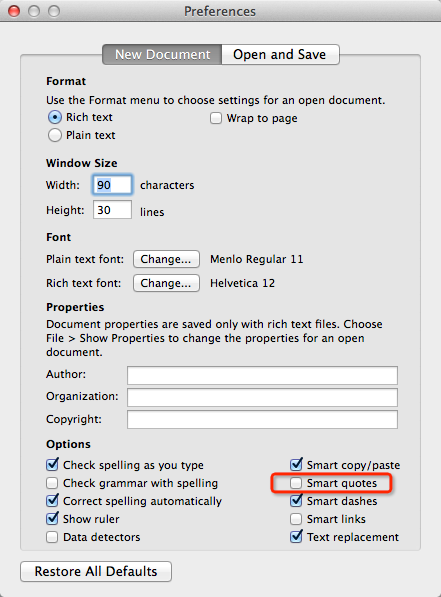 Preferences
New Document Open and Save
Format
Use the Format menu to choose settings for an open document.
Rich text Wrap to page
Plain text
Window Size
Width: 90 characters
Height: 30 lines
Font
Plain text font: Change... Menlo Regular 11
Rich text font: Change... Helvetica 12
Properties
Document properties are saved only with rich text files. Choose
File > Show Properties to change the properties for an open
document.
Author:
Organization:
Copyright:
Options
Check spelling as you type Smart copy/paste
Check grammar with spelling Smart quotes
Correct spelling automatically Smart dashes
Show ruler Smart links
Data detectors Text replacement
Restore All Defaults